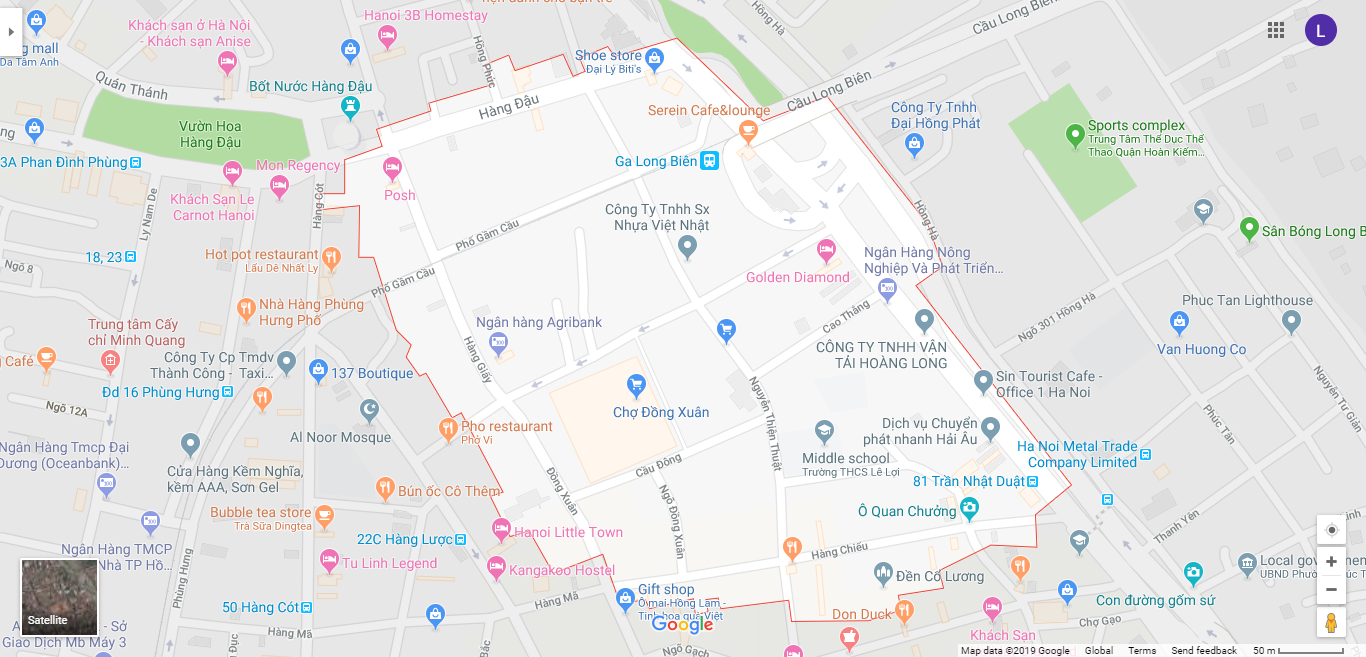 Hanoi 3B Homestay
Khách sạn ở Hà Nội
- Khách sạn Anise
mall
Da Tâm Anh
Quán Thánh
Bốt Nước Hàng Đậu
Hồng Phúc
Shoe store
Đại Lý Biti's
Hồng Hà
Cầu Long Biên
L
Cầu Long Biên
Hàng Đậu
Serein Cafe&lounge
Công Ty Tnhh
Đại Hồng Phát
Sports complex
Trung Tâm Thể Dục Thể
Thao Quận Hoàn Kiếm...
Vườn Hoa
Hàng Đậu
3A Phan Đình Phùng
Mon Regency
Khách Sạn Le
Carnot Hanoi
Posh
Ga Long Biên
Lý Nam Đế
Hàng Cót
Công Ty Tnhh Sx
Nhựa Việt Nhật
Hồng Hà
Sân Bóng Long B
Phố Gầm Cầu
18, 23
Ngõ 8
Hot pot restaurant
Lẩu Dê Nhất Ly
Phố Gầm Cầu
Golden Diamond
Ngân Hàng Nông
Nghiệp Và Phát Triển...
Nhà Hàng Phùng
Hưng Phố
Ngõ 301 Hồng Hà
Phuc Tan Lighthouse
Trung tâm Cấy
chỉ Minh Quang
Ngân hàng Agribank
Cao Thắng
CÔNG TY TNHH VẬN
TẢI HOÀNG LONG
Van Huong Co
Café
Công Ty Cp Tmdv
Thành Công - Taxi...
137 Boutique
Hàng Giấy
Đd 16 Phùng Hưng
Ngõ 12A
Chợ Đồng Xuân
Nguyễn Thiện Thuật
Sin Tourist Cafe -
Office 1 Ha Noi
Nguyễn Tư Giản
Phúc Tân
Al Noor Mosque
Pho restaurant
Phở Vi
Dịch vụ Chuyển
phát nhanh Hải Âu
Ngân Hàng Tmcp Đại
Dương (Oceanbank)...
Cửa Hàng Kềm Nghĩa,
kềm AAA, Sơn Gel
Middle school
Trường THCS Lê Lợi
Ha Noi Metal Trade
Company Limited
Cầu Đông
Đồng Xuân
Ngõ Đồng Xuân
81 Trần Nhật Duật
Bún ốc Cô Thêm
Bubble tea store
Trà Sữa Dingtea
Ô Quan Chưởng
Thanh Yên
Hanoi Little Town
22C Hàng Lược
Hàng Chiếu
Ngân Hàng TMCP
Nhà TP Hồ...
Tu Linh Legend
Kangakoo Hostel
Đền Cổ Lương
Local government
UBND Phường Phúc T
Phùng Hưng
Gift shop
Ô mai Hồng Lam -
Tinh hoa quà Việt
Hàng Mã
50 Hàng Cót
Don Duck
Con đường gốm sứ
Chợ Gạo
Khách Sạn
Satellite
Google
Hàng Mã
- Sở
Giao Dịch Mb Máy 3
Ngõ Gạch
Map data ©2019 Google Global Terms Send feedback 50 m